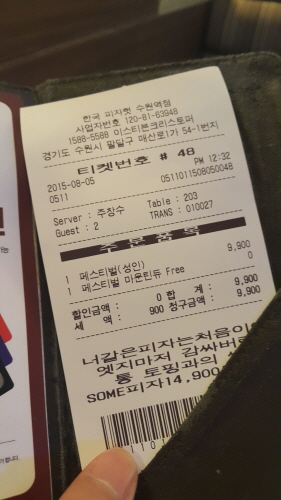 한국 피자헛 수원역점
사업자번호 120-81-63948
1588-5588 이스티븐크리스토퍼
경기도 수원시 팔달구 매산로1가 54-1번지
티켓번호 # 48
2015-08-05 PM 12:32
0511 0511011508050048
Server : 주창수 Table : 203
Guest : 2 TRANS : 010027
주 문 품 목
1 페스티벌(성인) 9,900
1 페스티벌 마운틴듀 Free 0
할인금액 : 0 합 계 : 9,900
세 액 : 900 청구금액 : 9,900
너같은피자는처음이
엣지마저 감싸버
통 토핑과의
SOME피자14,900